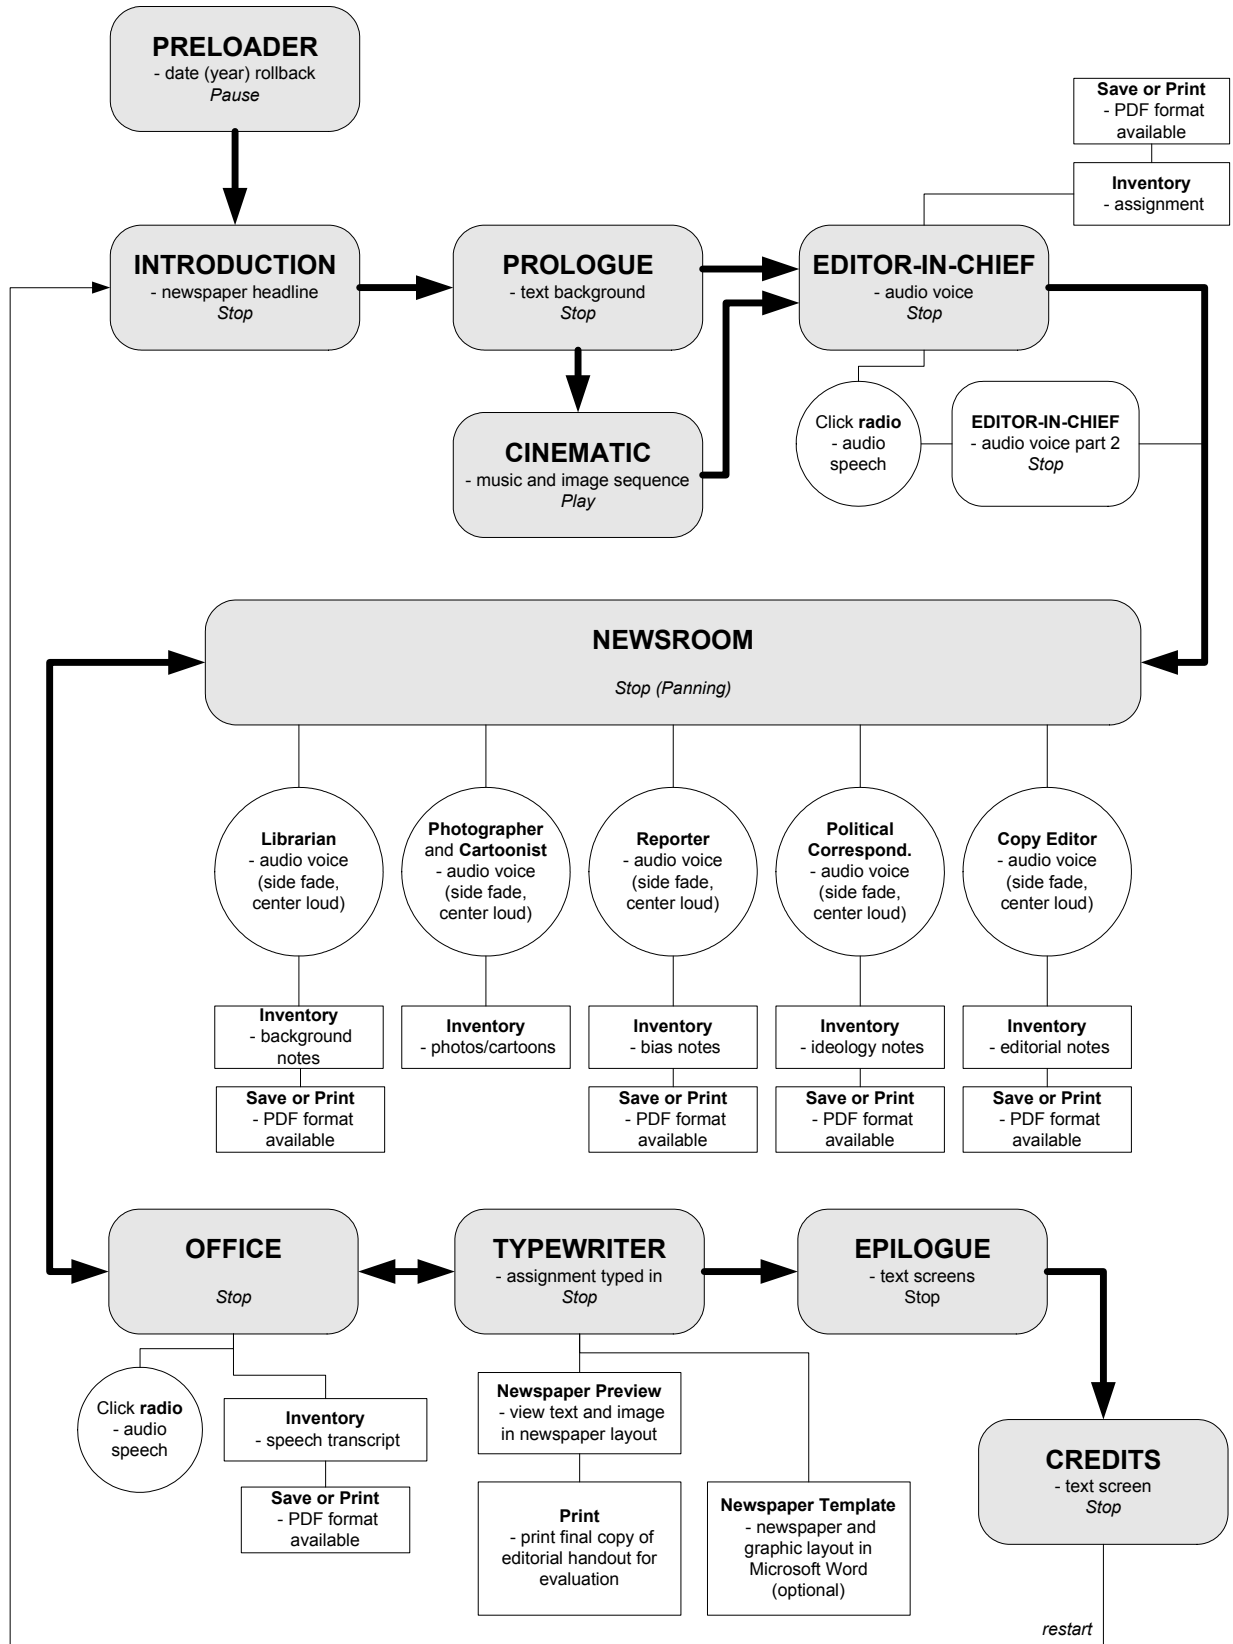 PRELOADER
- date (year) rollback
Pause
Save or Print
- PDF format
available
Inventory
- assignment
INTRODUCTION
- newspaper headline
Stop
PROLOGUE
- text background
Stop
EDITOR-IN-CHIEF
- audio voice
Stop
CINEMATIC
- music and image sequence
Play
Click radio
- audio
speech
EDITOR-IN-CHIEF
- audio voice part 2
Stop
NEWSROOM
Stop (Panning)
Librarian
- audio voice
(side fade,
center loud)
Photographer
and Cartoonist
- audio voice
(side fade,
center loud)
Reporter
- audio voice
(side fade,
center loud)
Political
Correspond.
- audio voice
(side fade,
center loud)
Copy Editor
- audio voice
(side fade,
center loud)
Inventory
- background
notes
Inventory
- photos/cartoons
Inventory
- bias notes
Inventory
- ideology notes
Inventory
- editorial notes
Save or Print
- PDF format
available
Save or Print
- PDF format
available
Save or Print
- PDF format
available
Save or Print
- PDF format
available
OFFICE
Stop
TYPEWRITER
- assignment typed in
Stop
EPILOGUE
- text screens
Stop
Click radio
- audio
speech
Inventory
- speech transcript
Save or Print
- PDF format
available
Newspaper Preview
- view text and image
in newspaper layout
Print
- print final copy of
editorial handout for
evaluation
Newspaper Template
- newspaper and
graphic layout in
Microsoft Word
(optional)
CREDITS
- text screen
Stop
restart